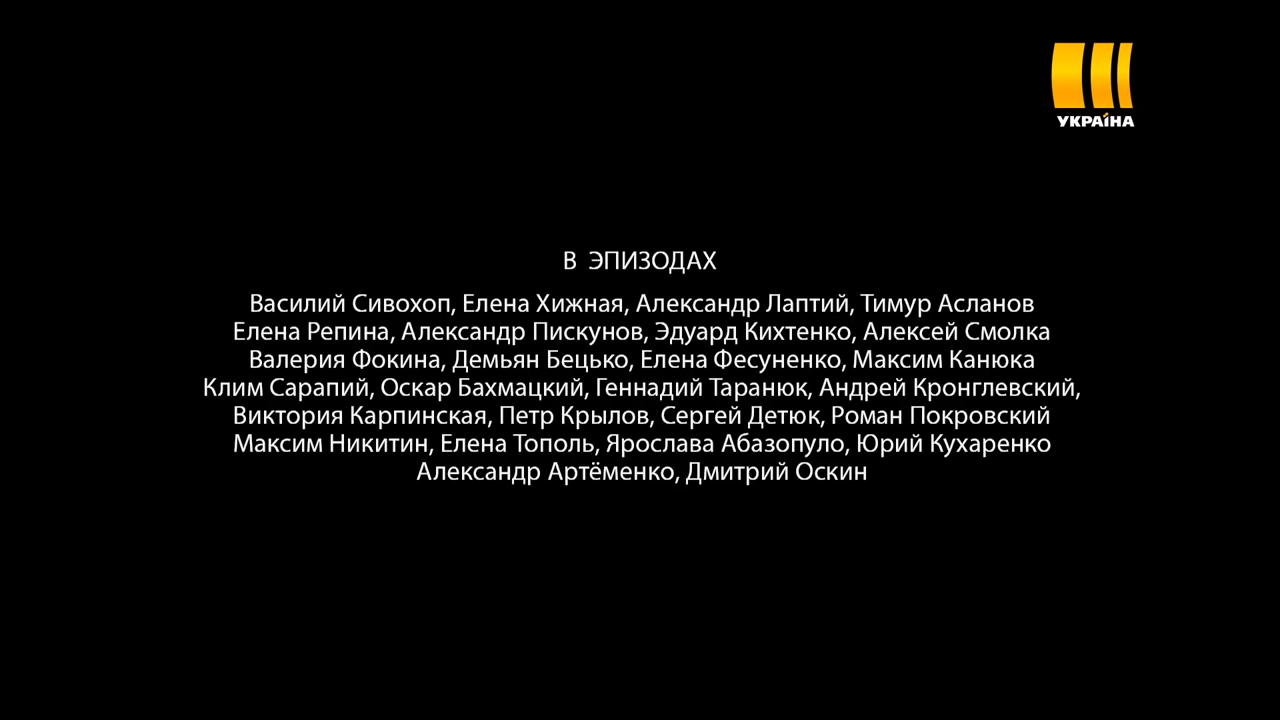 УКРАЇНА
В ЭПИЗОДАХ
Василий Сивохоп, Елена Хижная, Александр Лаптий, Тимур Асланов
Елена Репина, Александр Пискунов, Эдуард Кихтенко, Алексей Смолка
Валерия Фокина, Демьян Бецько, Елена Фесуненко, Максим Канюка
Клим Сарапий, Оскар Бахмацкий, Геннадий Таранюк, Андрей Кронглевский,
Виктория Карпинская, Петр Крылов, Сергей Детюк, Роман Покровский
Максим Никитин, Елена Тополь, Ярослава Абазопуло, Юрий Кухаренко
Александр Артёменко, Дмитрий Оскин